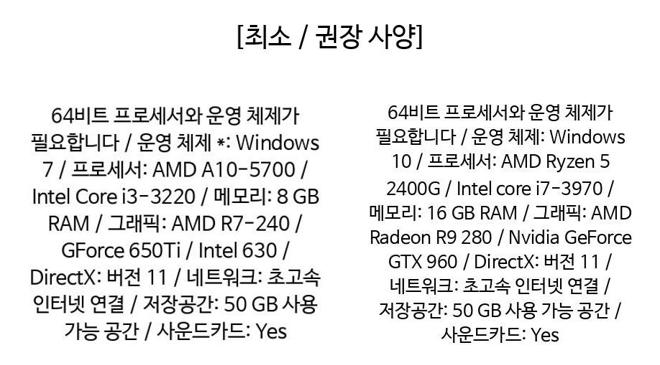 [최소 / 권장 사양]
64비트 프로세서와 운영 체제가
필요합니다 / 운영 체제 *: Windows
7 / 프로세서: AMD A10-5700 /
Intel Core i3-3220 / 메모리: 8 GB
RAM / 그래픽: AMD R7-240 /
GForce 650Ti / Intel 630 /
DirectX: 버전 11 / 네트워크: 초고속
인터넷 연결 / 저장공간: 50 GB 사용
가능 공간 / 사운드카드: Yes
64비트 프로세서와 운영 체제가
필요합니다 / 운영 체제: Windows
10 / 프로세서: AMD Ryzen 5
2400G / Intel core i7-3970 /
메모리: 16 GB RAM / 그래픽: AMD
Radeon R9 280 / Nvidia GeForce
GTX 960 / DirectX: 버전 11 /
네트워크: 초고속 인터넷 연결 /
저장공간: 50 GB 사용 가능 공간 /
사운드카드: Yes